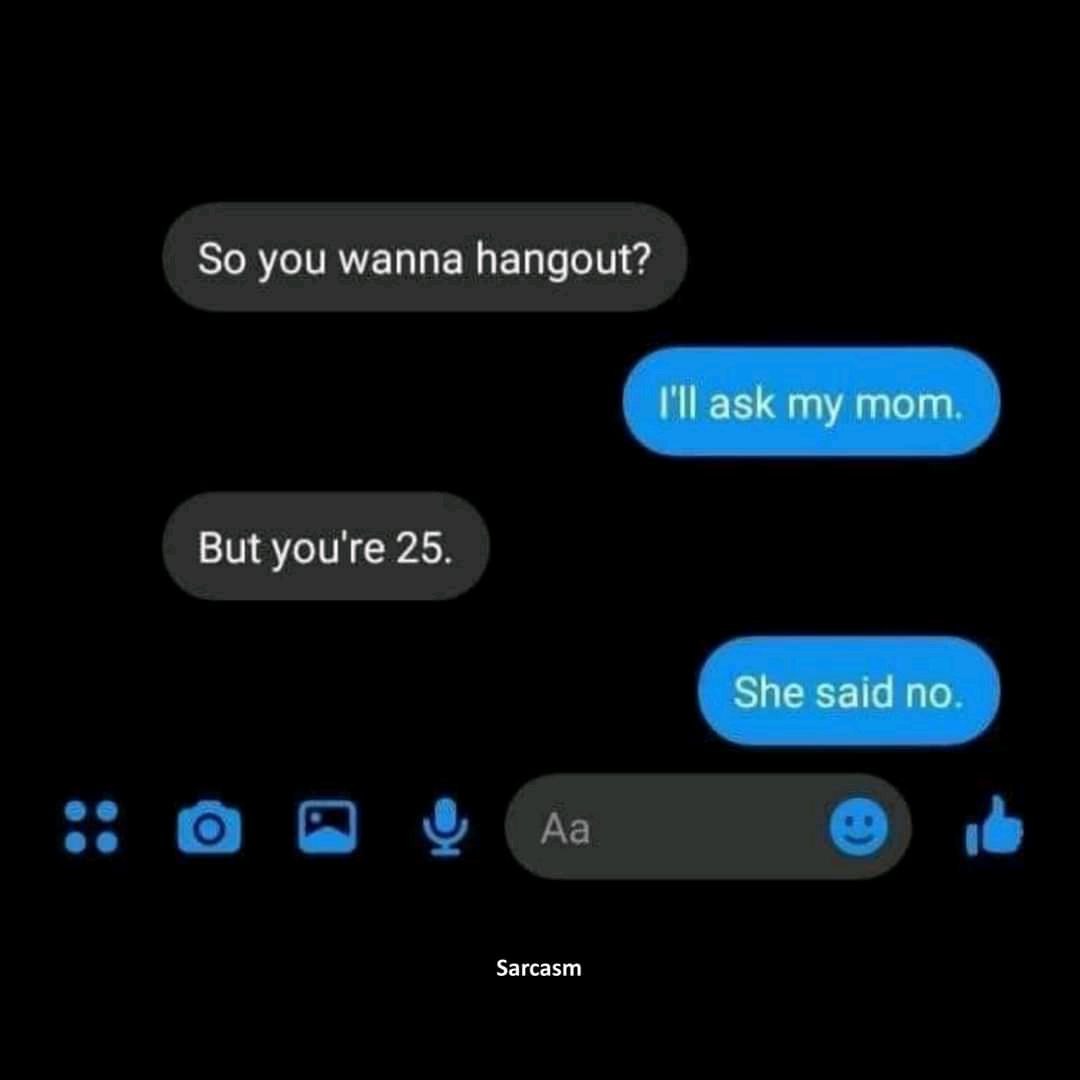 So you wanna hangout?
I'll ask my mom.
But you're 25.
She said no.
Aa
Sarcasm